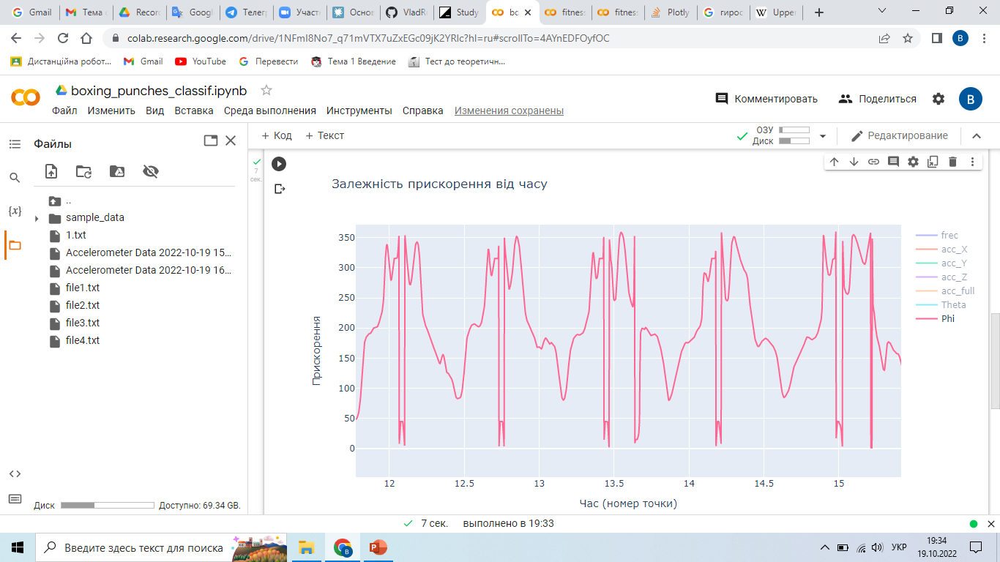 Gmail
Тема
Record
Googl
Телегр
Участн
Основ
VladR
Study
bo
fitness
fitness
Plotly
гирос
Upper
colab.research.google.com/drive/1NFmI8No7_q71mVTX7uZxEGc09jK2YRlc?hl=ru#scrollTo=4AYnEDFOyfOC
B
Дистанційна робот...
Gmail
YouTube
Перевести
Тема 1 Введение
Тест до теоретичн...
boxing_punches_classif.ipynb
Файл Изменить Вид Вставка Среда выполнения Инструменты Справка Изменения сохранены
Комментировать
Поделиться
B
Файлы
+ Код + Текст
ОЗУ
Диск
Редактирование
..
sample_data
1.txt
Accelerometer Data 2022-10-19 15...
Accelerometer Data 2022-10-19 16...
file1.txt
file2.txt
file3.txt
file4.txt
{x}
<>
Диск
Доступно: 69.34 GB.
7
сек.
Залежність прискорення від часу
350
300
250
200
150
100
50
0
Прискорення
12
12.5
13
13.5
14
14.5
15
Час (номер точки)
frec
acc_X
acc_Y
acc_Z
acc_full
Theta
Phi
7 сек. выполнено в 19:33
Введите здесь текст для поиска
B
P
УКР
19:34
19.10.2022